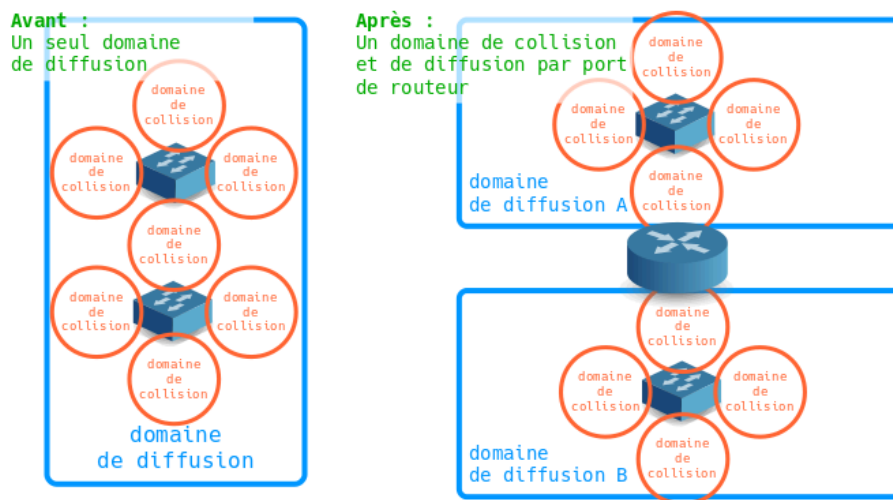 Avant :
Un seul domaine
de diffusion
domaine
de
collision
domaine
de
collision
domaine
de
collision
domaine
de
collision
domaine
de
collision
domaine
de
collision
domaine
de
collision
domaine
de diffusion
Après :
Un domaine de collision
et de diffusion par port
de routeur
domaine
de
collision
domaine
de
collision
domaine
de
collision
domaine
de
collision
domaine
de diffusion A
domaine
de
collision
domaine
de
collision
domaine
de
collision
domaine
de
collision
domaine
de diffusion B